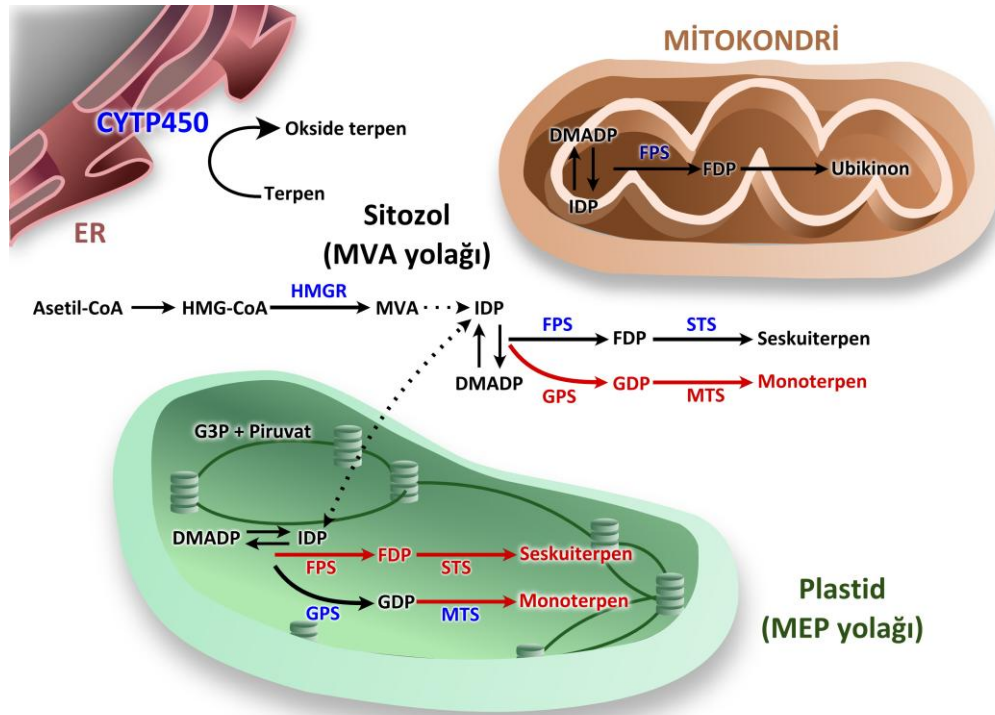 MİTOKONDRİ
CYTP450
Okside terpen
Terpen
ER
DMADP
FPS
FDP
Ubikinon
IDP
Sitozol
(MVA yolağı)
Asetil-CoA
HMG-CoA
HMGR
MVA
IDP
FPS
FDP
STS
Seskuiterpen
DMADP
GPS
GDP
MTS
Monoterpen
G3P + Piruvat
DMADP
IDP
FPS
FDP
STS
Seskuiterpen
GPS
GDP
MTS
Monoterpen
Plastid
(MEP yolağı)